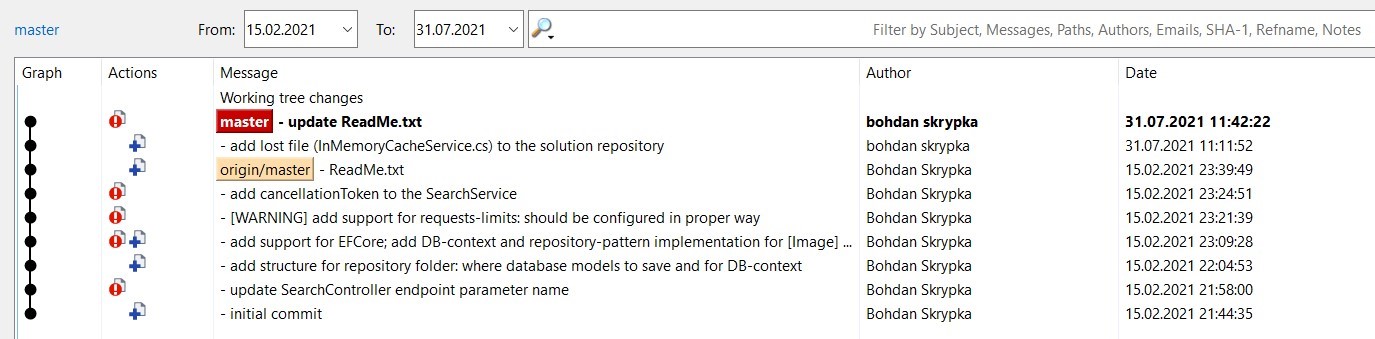 master From: 15.02.2021 To: 31.07.2021 Filter by Subject, Messages, Paths, Authors, Emails, SHA-1, Refname, Notes
Graph Actions Message Author Date
Working tree changes
master - update ReadMe.txt bohdan skrypka 31.07.2021 11:42:22
- add lost file (InMemoryCacheService.cs) to the solution repository bohdan skrypka 31.07.2021 11:11:52
origin/master - ReadMe.txt Bohdan Skrypka 15.02.2021 23:39:49
- add cancellationToken to the SearchService Bohdan Skrypka 15.02.2021 23:24:51
- [WARNING] add support for requests-limits: should be configured in proper way Bohdan Skrypka 15.02.2021 23:21:39
- add support for EFCore; add DB-context and repository-pattern implementation for [Image] ... Bohdan Skrypka 15.02.2021 23:09:28
- add structure for repository folder: where database models to save and for DB-context Bohdan Skrypka 15.02.2021 22:04:53
- update SearchController endpoint parameter name Bohdan Skrypka 15.02.2021 21:58:00
- initial commit Bohdan Skrypka 15.02.2021 21:44:35